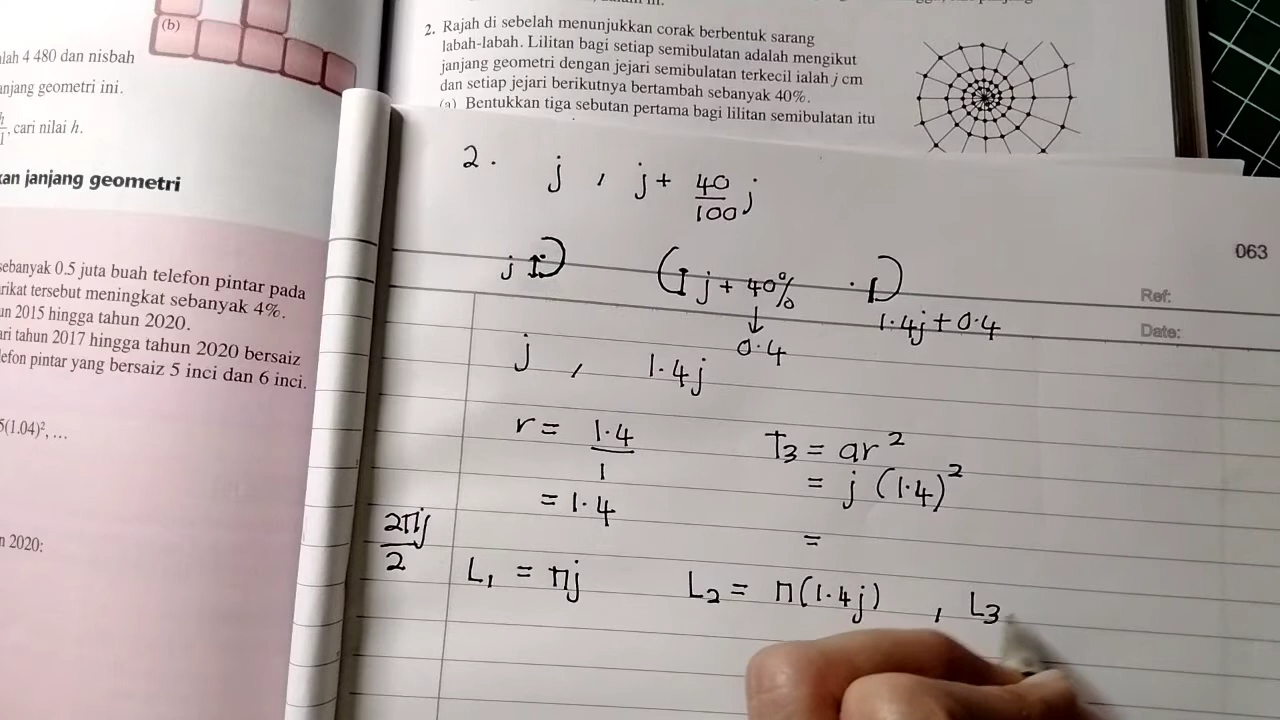 (b)
lah 4 480 dan nisbah
anjang geometri ini.
, cari nilai h.
kan janjang geometri
sebanyak 0.5 juta buah telefon pintar pada
rikat tersebut meningkat sebanyak 4%.
un 2015 hingga tahun 2020.
ari tahun 2017 hingga tahun 2020 bersaiz
efon pintar yang bersaiz 5 inci dan 6 inci.
5(1.04)², …
n 2020:
2. Rajah di sebelah menunjukkan corak berbentuk sarang
labah-labah. Lilitan bagi setiap semibulatan adalah mengikut
janjang geometri dengan jejari semibulatan terkecil ialah j cm
dan setiap jejari berikutnya bertambah sebanyak 40%.
(a) Bentukkan tiga sebutan pertama bagi lilitan semibulatan itu
063
Ref:
Date:
2. j , j + 40/100 j
j
j + 40%
1.4j + 0.4
0.4
j , 1.4j
r = 1.4/1
= 1.4
T₃ = ar²
= j (1.4)²
=
2πj/2
L₁ = πj L₂ = π(1.4j) , L₃